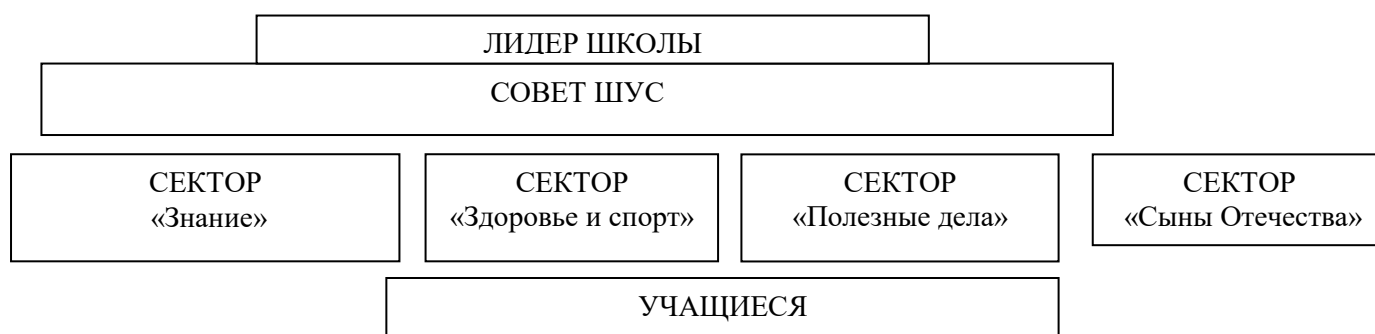 ЛИДЕР ШКОЛЫ
СОВЕТ ШУС
СЕКТОР
«Знание»
СЕКТОР
«Здоровье и спорт»
СЕКТОР
«Полезные дела»
СЕКТОР
«Сыны Отечества»
УЧАЩИЕСЯ